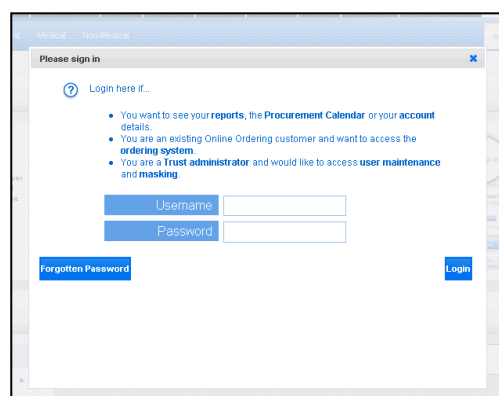 Medical Non-Medical
Please sign in
Login here if...
You want to see your reports, the Procurement Calendar or your account
details.
You are an existing Online Ordering customer and want to access the
ordering system.
You are a Trust administrator and would like to access user maintenance
and masking.
Username
Password
Forgotten Password
Login